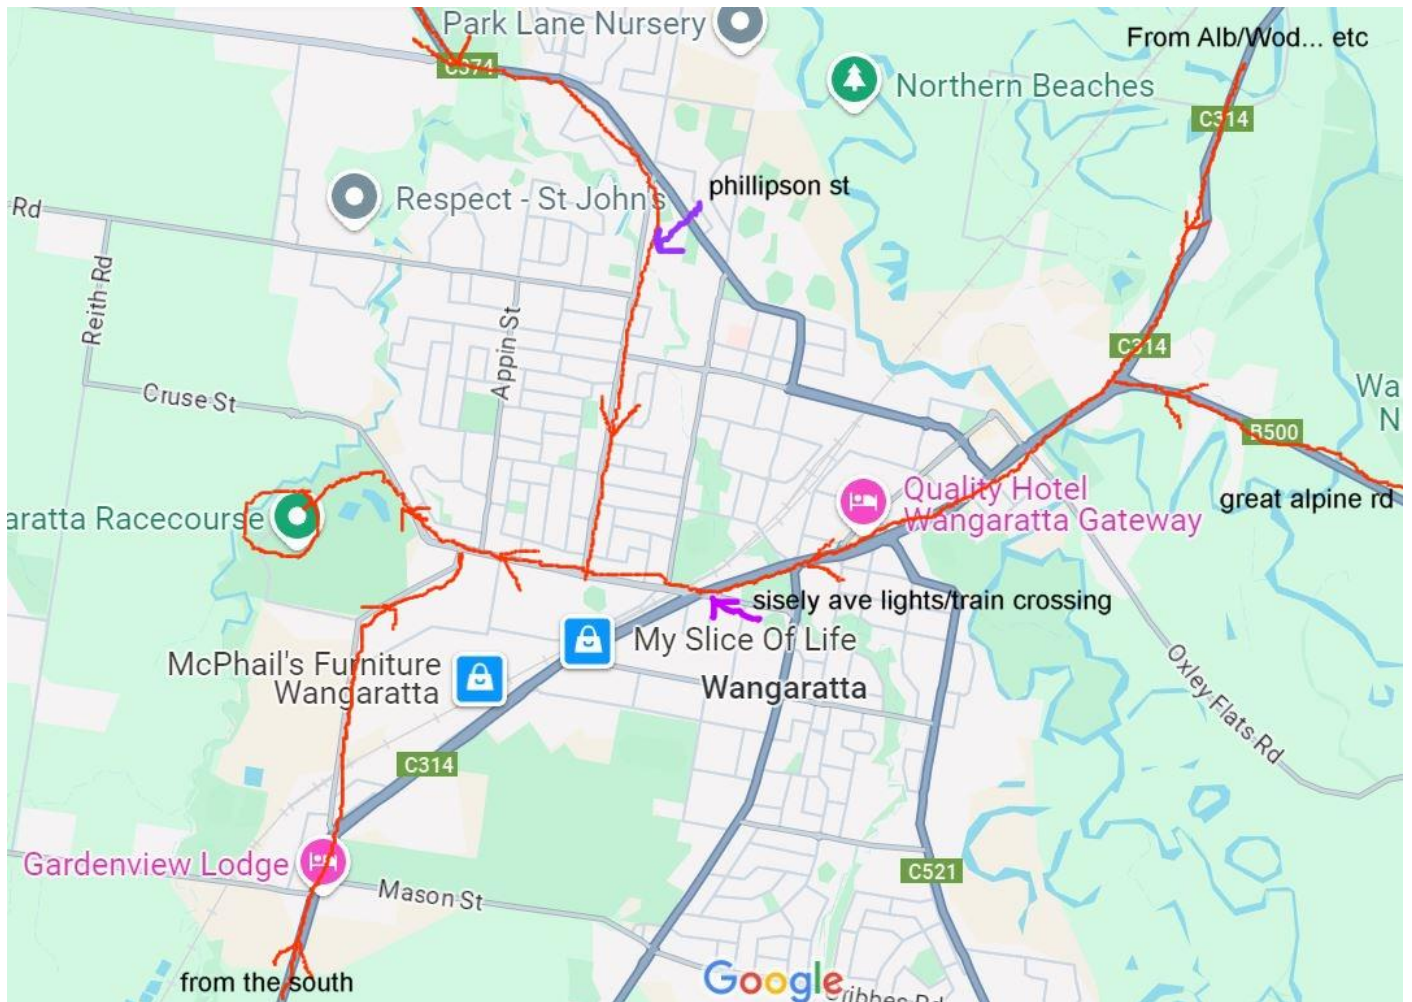 Park Lane Nursery
From Alb/Wod... etc
C374
Northern Beaches
C314
phillipson st
Respect - St John's
Rd
Reith Rd
Appin St
C314
Cruse St
Wa
N
B500
Quality Hotel
Wangaratta Gateway
great alpine rd
aratta Racecourse
sisely ave lights/train crossing
My Slice Of Life
McPhail's Furniture
Wangaratta
Wangaratta
Oxley Flats Rd
C314
Gardenview Lodge
Mason St
C521
from the south
Google
Cribbes Rd